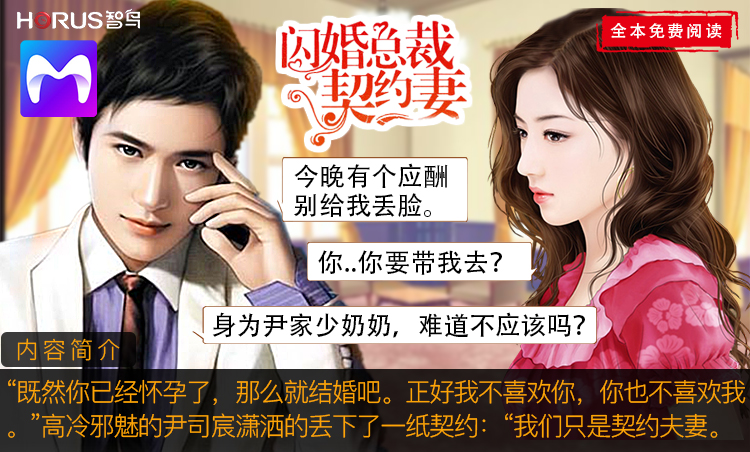 HORUS智鸟
全本免费阅读
闪婚总裁
契约妻
今晚有个应酬
别给我丢脸。
你..你要带我去?
身为尹家少奶奶，难道不应该吗?
内容简介
“既然你已经怀孕了，那么就结婚吧。正好我不喜欢你，你也不喜欢我
。”高冷邪魅的尹司宸潇洒的丢下了一纸契约：“我们只是契约夫妻。